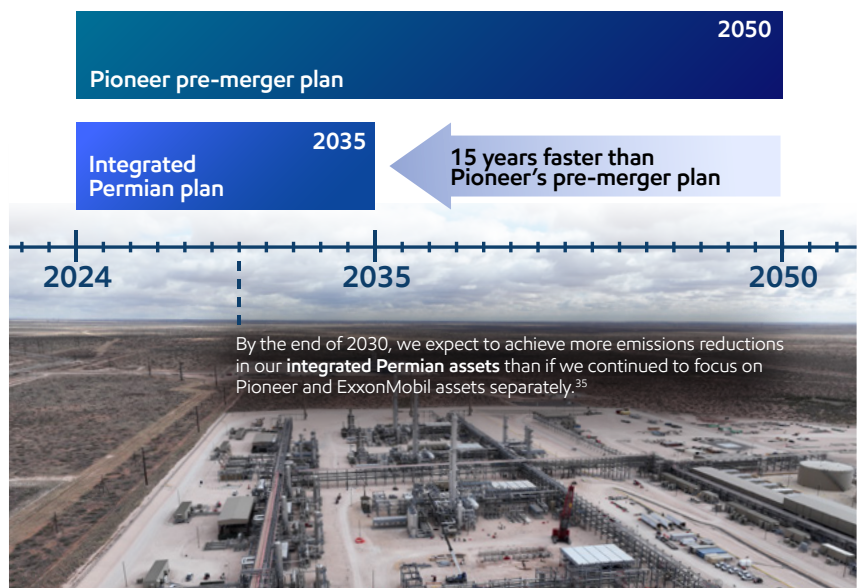 2050
Pioneer pre-merger plan
2035
Integrated
Permian plan
15 years faster than
Pioneer’s pre-merger plan
2024
2035
2050
By the end of 2030, we expect to achieve more emissions reductions
in our integrated Permian assets than if we continued to focus on
Pioneer and ExxonMobil assets separately.³⁵